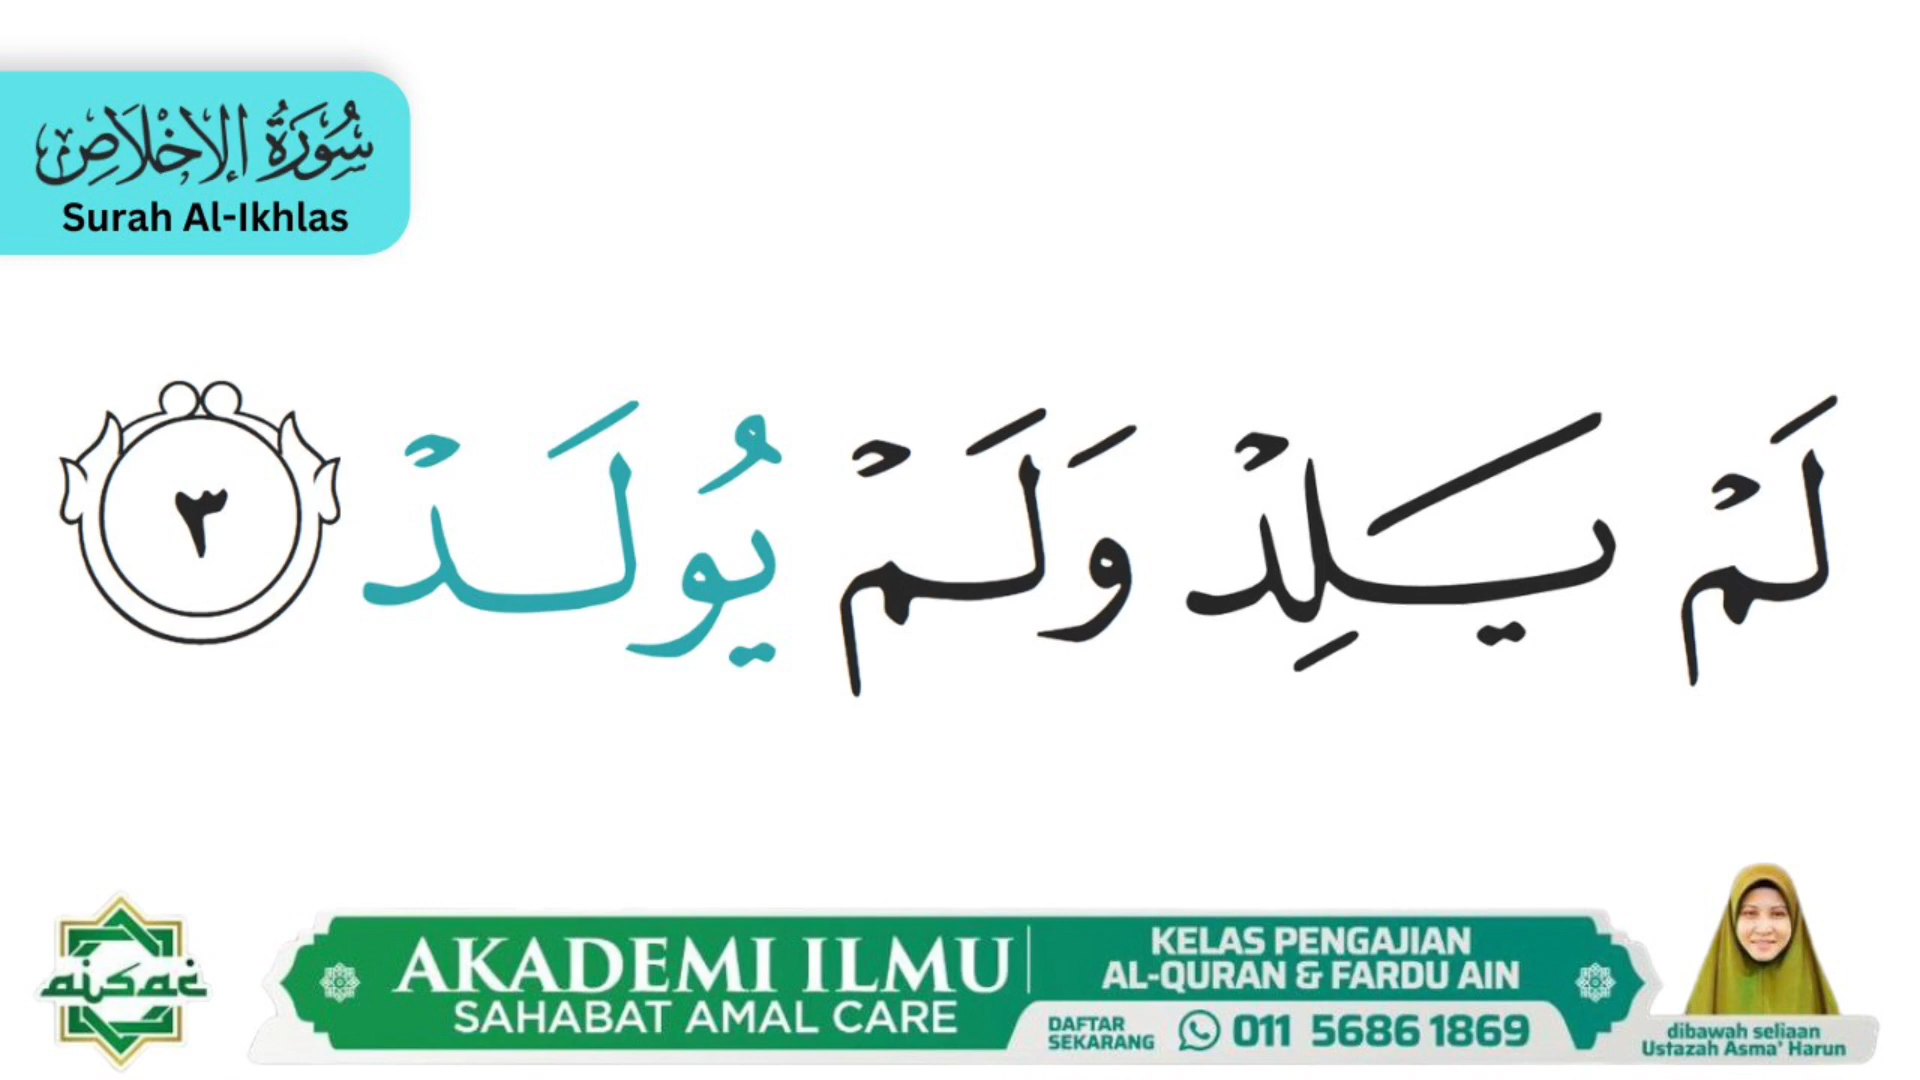 سُوْرَةُ الإِخْلَاصِ
Surah Al-Ikhlas
لَمْ يَلِدْ وَلَمْ يُولَدْ ٣
aisac
AKADEMI ILMU
SAHABAT AMAL CARE
KELAS PENGAJIAN
AL-QURAN & FARDU AIN
DAFTAR
SEKARANG
011 5686 1869
dibawah seliaan
Ustazah Asma' Harun